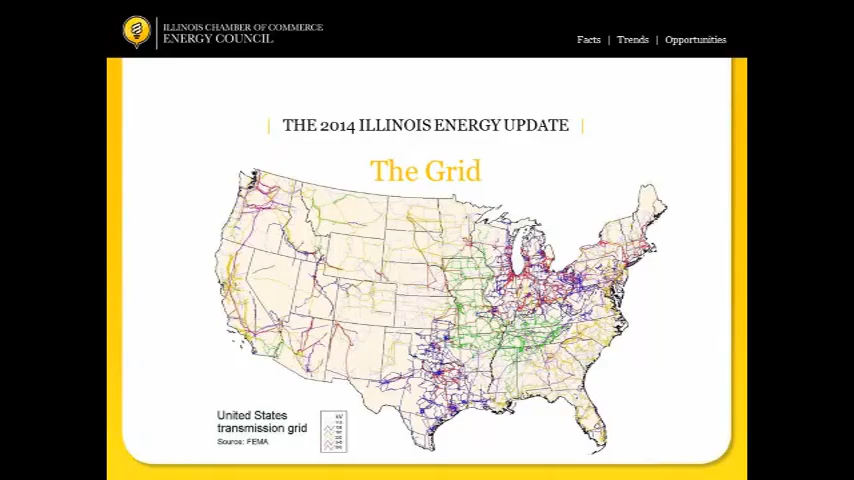 ILLINOIS CHAMBER OF COMMERCE
ENERGY COUNCIL
Facts | Trends | Opportunities
| THE 2014 ILLINOIS ENERGY UPDATE |
The Grid
United States
transmission grid
Source: FEMA
kV